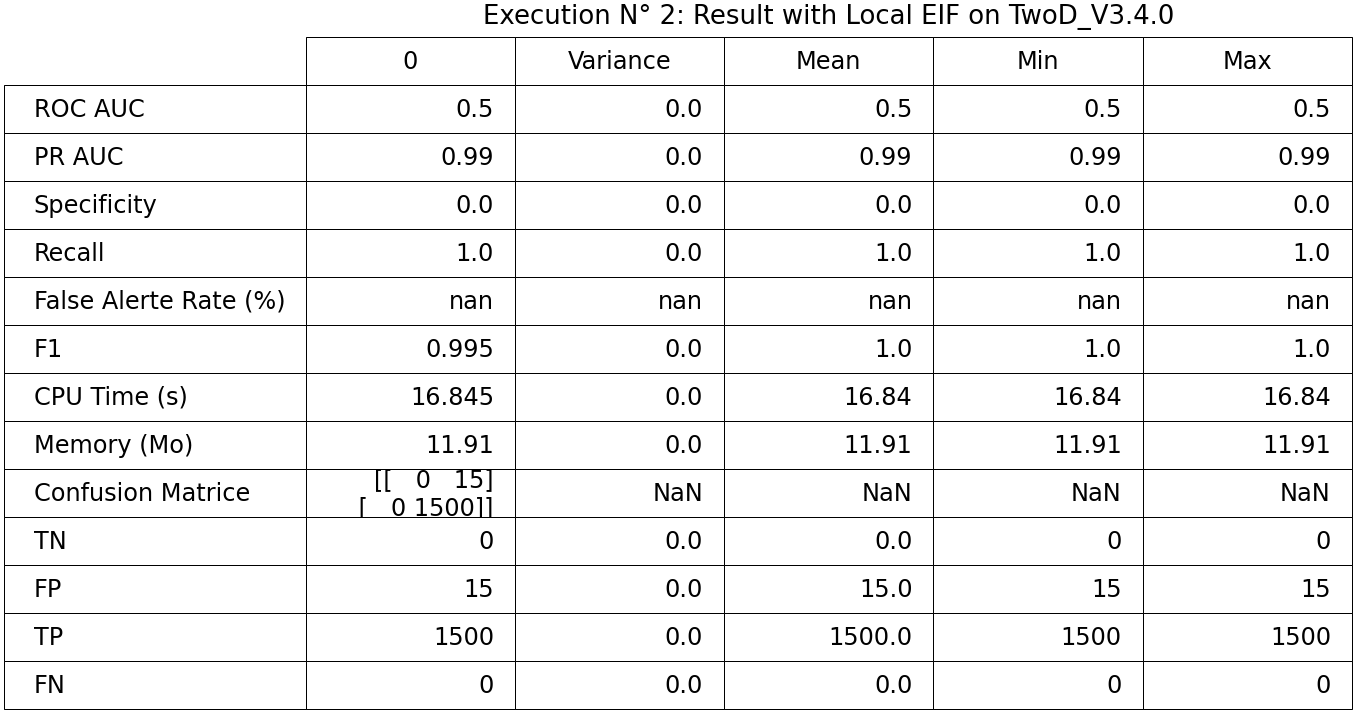 Execution N° 2: Result with Local EIF on TwoD_V3.4.0
0 Variance Mean Min Max
ROC AUC 0.5 0.0 0.5 0.5 0.5
PR AUC 0.99 0.0 0.99 0.99 0.99
Specificity 0.0 0.0 0.0 0.0 0.0
Recall 1.0 0.0 1.0 1.0 1.0
False Alerte Rate (%) nan nan nan nan nan
F1 0.995 0.0 1.0 1.0 1.0
CPU Time (s) 16.845 0.0 16.84 16.84 16.84
Memory (Mo) 11.91 0.0 11.91 11.91 11.91
Confusion Matrice [[ 0 15]
[ 0 1500]] NaN NaN NaN NaN
TN 0 0.0 0.0 0 0
FP 15 0.0 15.0 15 15
TP 1500 0.0 1500.0 1500 1500
FN 0 0.0 0.0 0 0